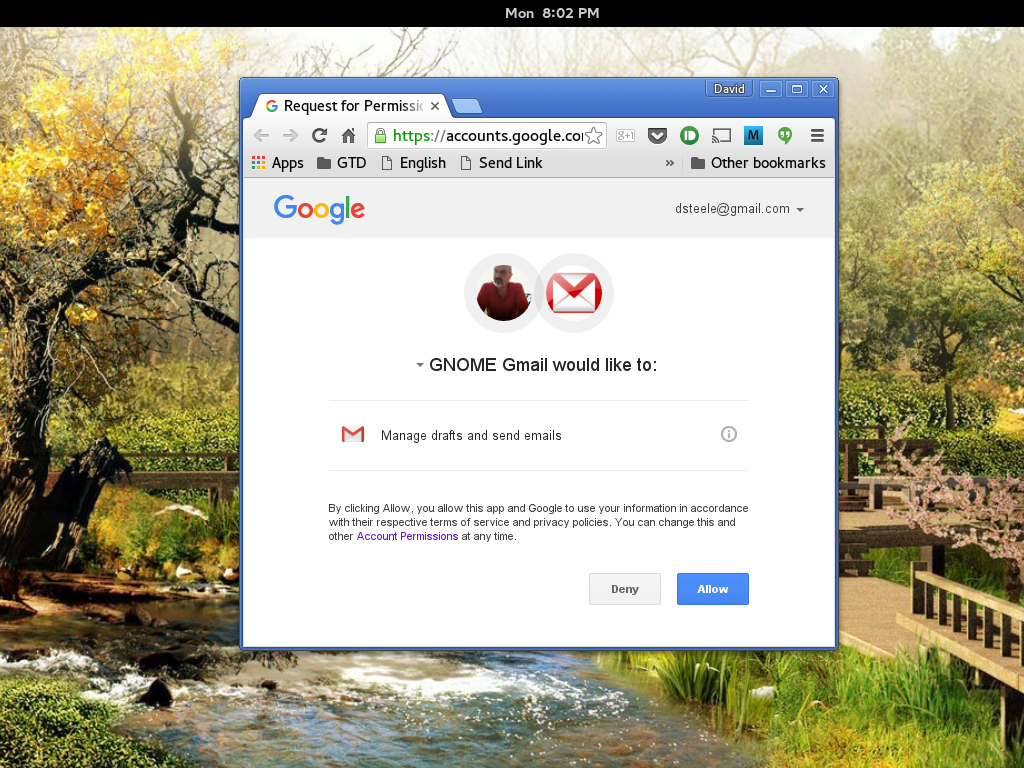 Mon 8:02 PM
David
Request for Permissic
https://accounts.google.co
g+1
M
Apps
GTD
English
Send Link
»
Other bookmarks
Google
dsteele@gmail.com
GNOME Gmail would like to:
Manage drafts and send emails
By clicking Allow, you allow this app and Google to use your information in accordance
with their respective terms of service and privacy policies. You can change this and
other Account Permissions at any time.
Deny
Allow